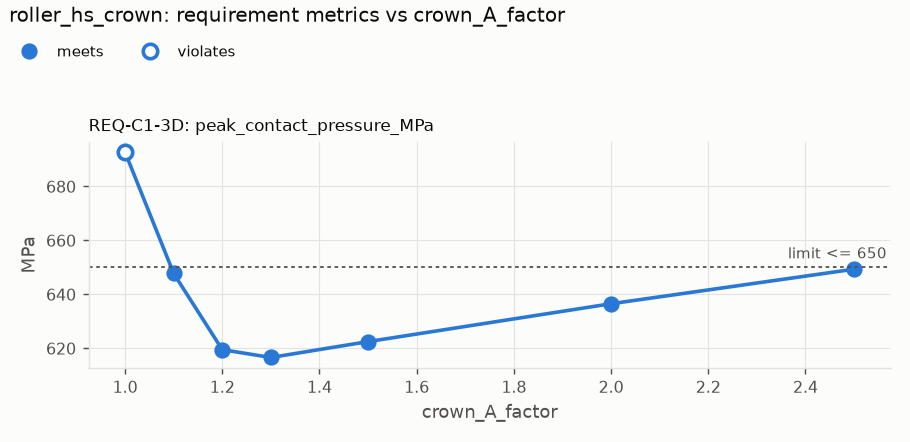 roller_hs_crown: requirement metrics vs crown_A_factor
meets violates
REQ-C1-3D: peak_contact_pressure_MPa
MPa
680
660
640
620
limit <= 650
1.0 1.2 1.4 1.6 1.8 2.0 2.2 2.4
crown_A_factor